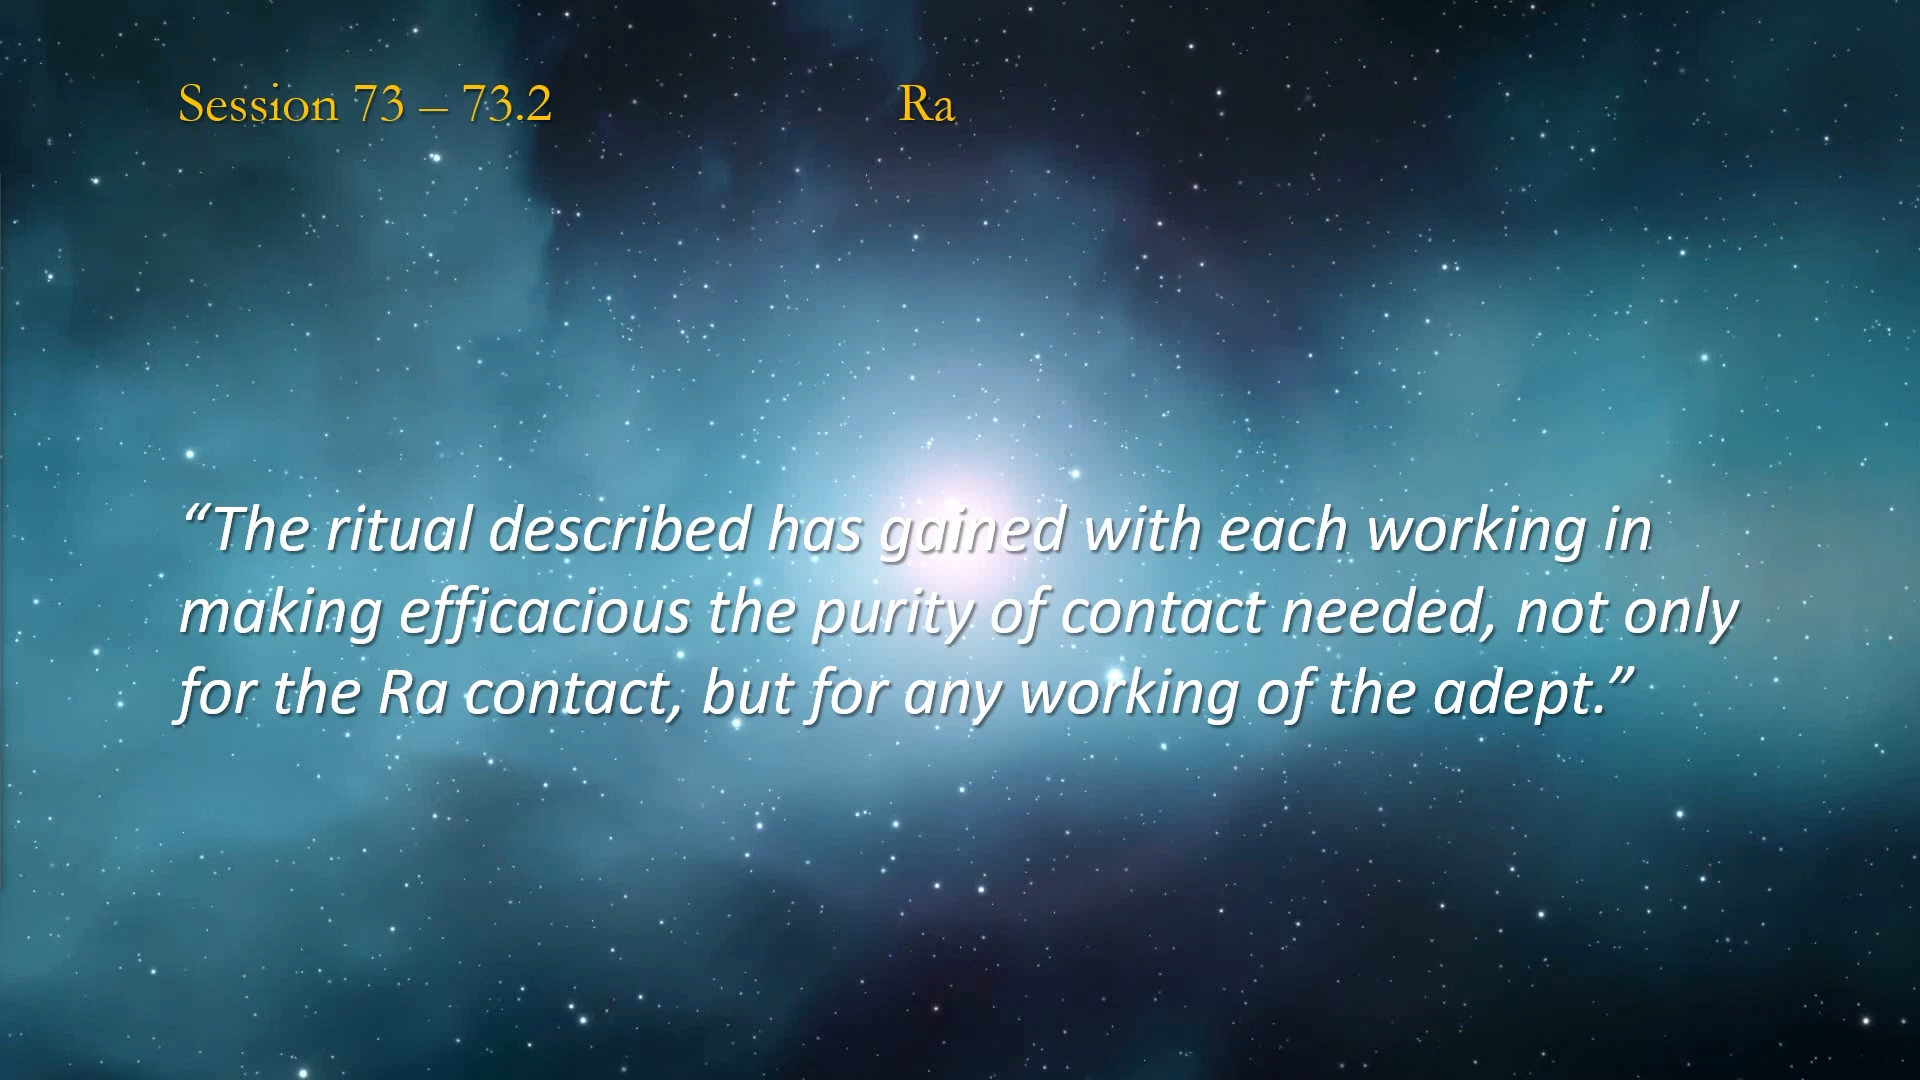 Session 73 – 73.2 Ra
“The ritual described has gained with each working in
making efficacious the purity of contact needed, not only
for the Ra contact, but for any working of the adept.”